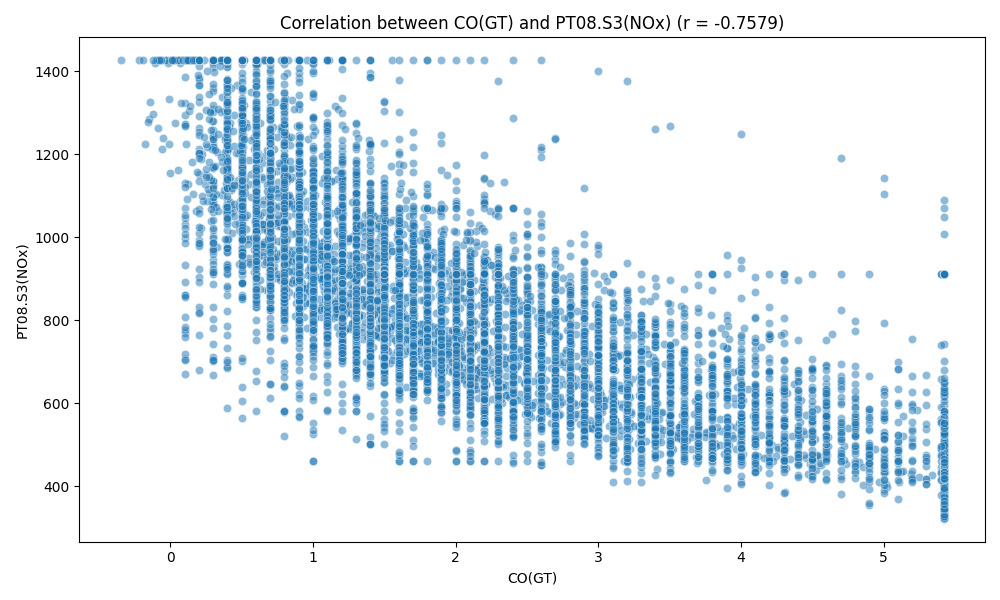 Correlation between CO(GT) and PT08.S3(NOx) (r = -0.7579)
1400
1200
1000
800
600
400
PT08.S3(NOx)
0 1 2 3 4 5
CO(GT)